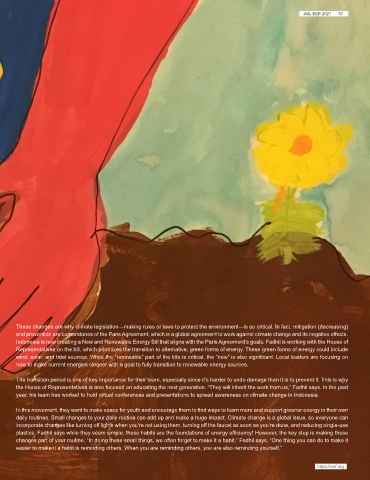 JUL-SEP 2021 37
These changes are why climate legislation—making rules or laws to protect the environment—is so critical. In fact, mitigation (decreasing)
and prevention are cornerstones of the Paris Agreement, which is a global agreement to work against climate change and its negative effects.
Indonesia is now creating a New and Renewable Energy Bill that aligns with the Paris Agreement's goals. Fadhil is working with the House of
Representatives on the bill, which prioritizes the transition to alternative, green forms of energy. These green forms of energy could include
wind, solar, and tidal sources. While the "renewable" part of the title is critical, the "new" is also significant. Local leaders are focusing on
how to make current energies cleaner with a goal to fully transition to renewable energy sources.
The transition period is one of key importance for their team, especially since it's harder to undo damage than it is to prevent it. This is why
the House of Representatives is also focused on educating the next generation. "They will inherit the work from us," Fadhil says. In the past
year, his team has worked to hold virtual conferences and presentations to spread awareness on climate change in Indonesia.
In this movement, they want to make space for youth and encourage them to find ways to learn more and support greener energy in their own
daily routines. Small changes to your daily routine can add up and make a huge impact. Climate change is a global issue, so everyone can
incorporate changes like turning off lights when you're not using them, turning off the faucet as soon as you're done, and reducing single-use
plastics. Fadhil says while they seem simple, these habits are the foundations of energy efficiency! However, the key step is making these
changes part of your routine. "In doing these small things, we often forget to make it a habit," Fadhil says. "One thing you can do to make it
easier to make it a habit is reminding others. When you are reminding others, you are also reminding yourself."